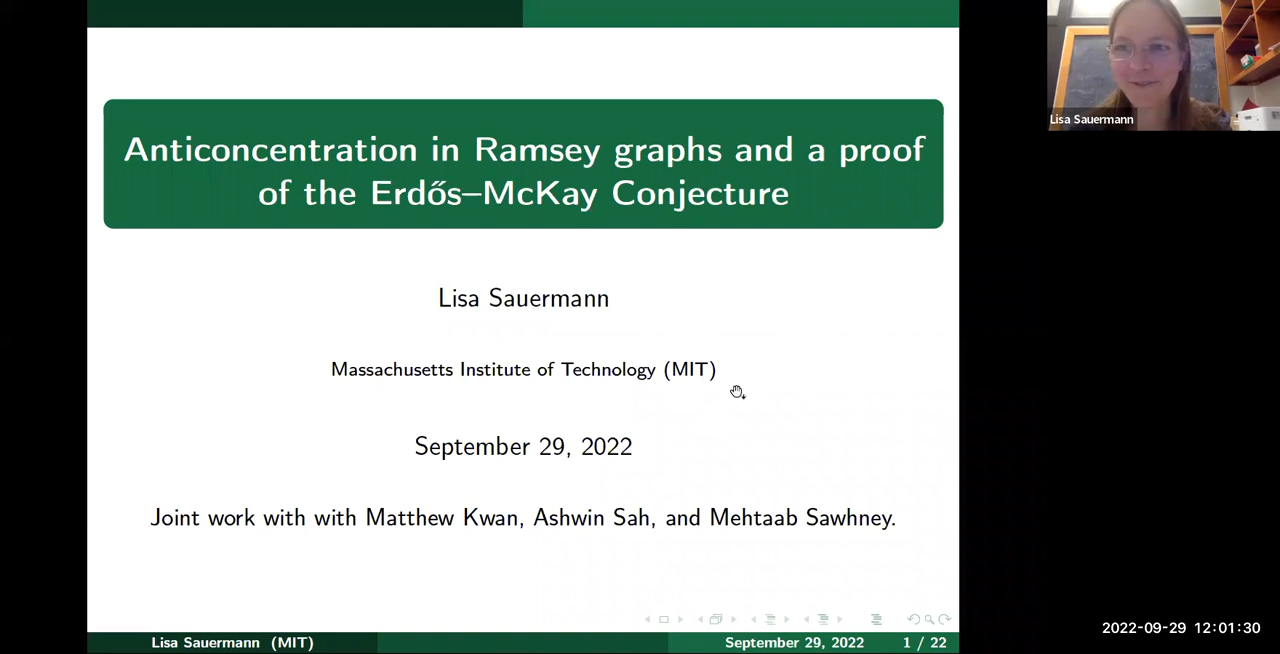 Anticoncentration in Ramsey graphs and a proof
of the Erdős–McKay Conjecture
Lisa Sauermann
Massachusetts Institute of Technology (MIT)
September 29, 2022
Joint work with with Matthew Kwan, Ashwin Sah, and Mehtaab Sawhney.
Lisa Sauermann (MIT)
September 29, 2022
1 / 22
Lisa Sauermann
2022-09-29 12:01:30